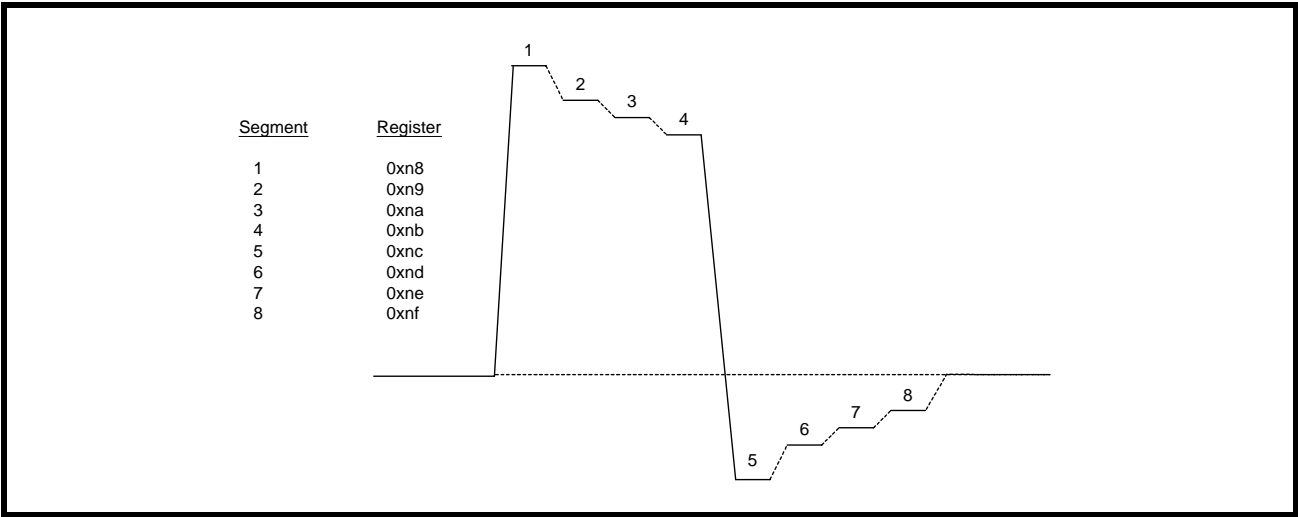 Segment Register
1 0xn8
2 0xn9
3 0xna
4 0xnb
5 0xnc
6 0xnd
7 0xne
8 0xnf
1
2
3
4
5
6
7
8